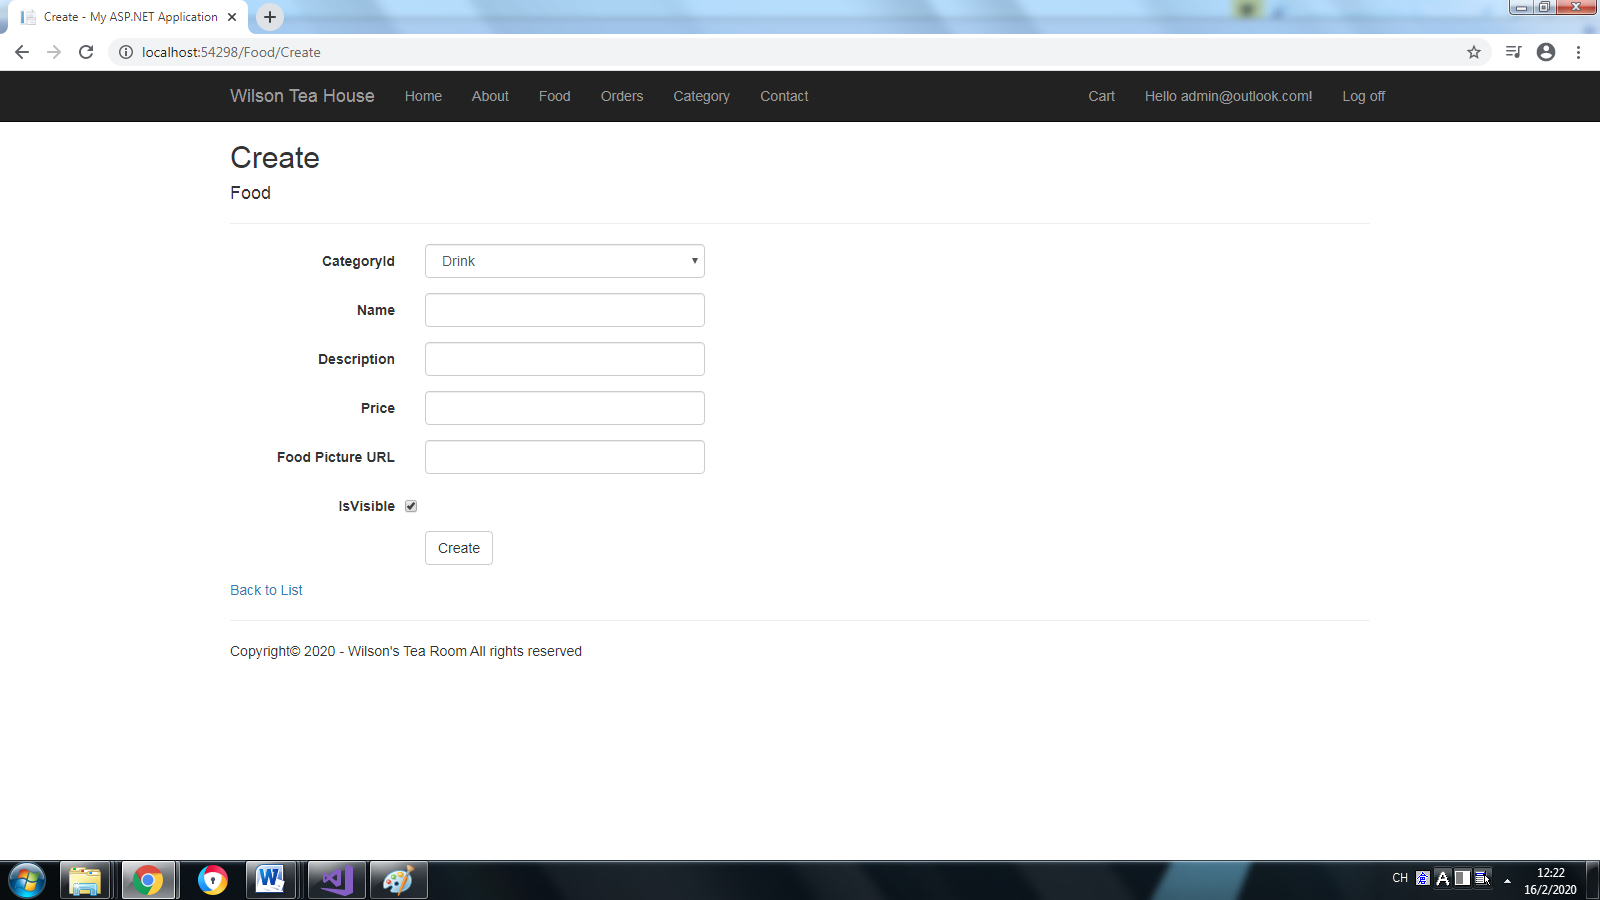 Create - My ASP.NET Application
localhost:54298/Food/Create
Wilson Tea House Home About Food Orders Category Contact Cart Hello admin@outlook.com! Log off
Create
Food
CategoryId Drink
Name
Description
Price
Food Picture URL
IsVisible
Create
Back to List
Copyright© 2020 - Wilson's Tea Room All rights reserved
CH
A
12:22
16/2/2020